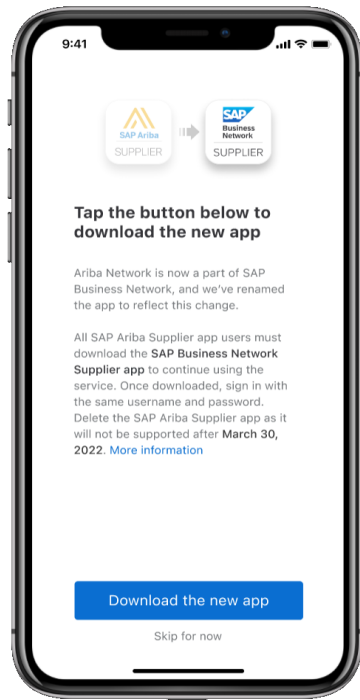 9:41
SAP Ariba
SUPPLIER
SAP
Business
Network
SUPPLIER
Tap the button below to
download the new app
Ariba Network is now a part of SAP
Business Network, and we’ve renamed
the app to reflect this change.
All SAP Ariba Supplier app users must
download the SAP Business Network
Supplier app to continue using the
service. Once downloaded, sign in with
the same username and password.
Delete the SAP Ariba Supplier app as it
will not be supported after March 30,
2022. More information
Download the new app
Skip for now